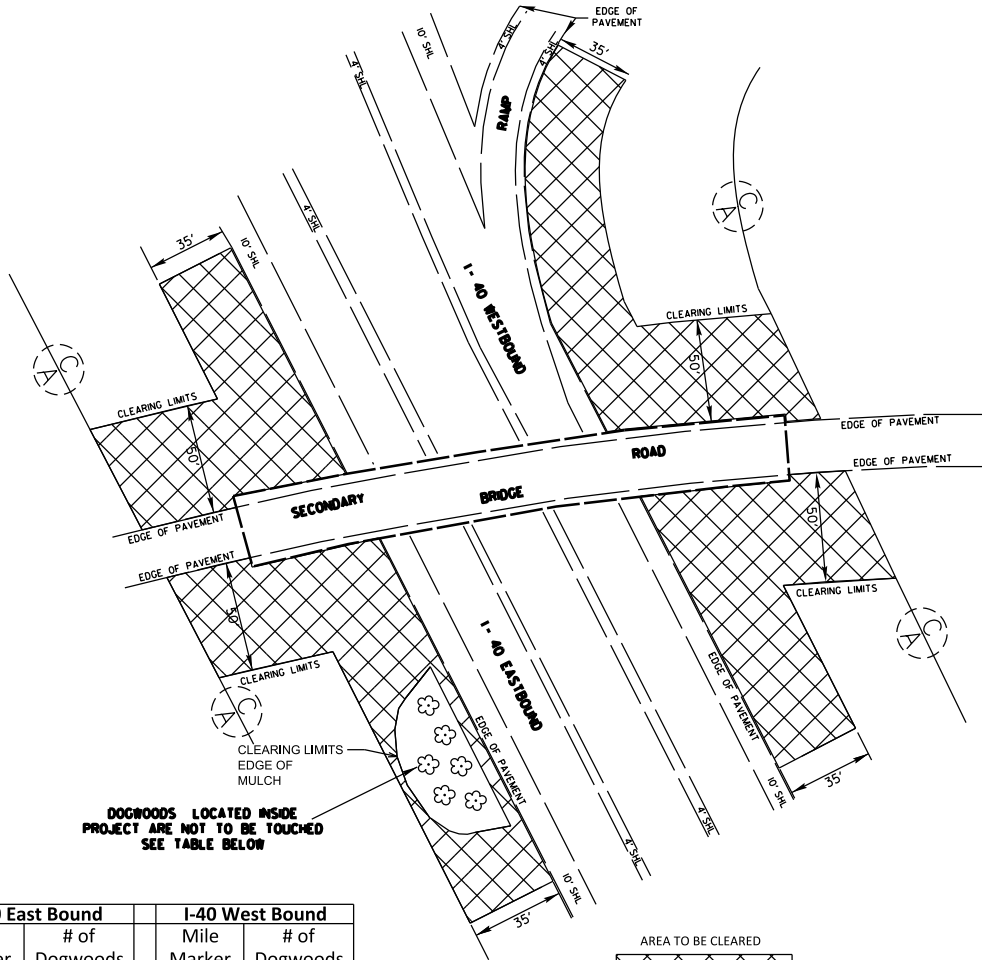 EDGE OF
PAVEMENT
4' SHL
10' SHL
4' SHL
35'
4' SHL
RAMP
C
A
35'
10' SHL
4' SHL
10' SHL
I- 40 WESTBOUND
CLEARING LIMITS
50'
C
A
CLEARING LIMITS
50'
EDGE OF PAVEMENT
ROAD
EDGE OF PAVEMENT
SECONDARY
BRIDGE
EDGE OF PAVEMENT
EDGE OF PAVEMENT
50'
50'
CLEARING LIMITS
C
A
CLEARING LIMITS
C
A
I- 40 EASTBOUND
EDGE OF PAVEMENT
EDGE OF PAVEMENT
CLEARING LIMITS
EDGE OF
MULCH
DOGWOODS LOCATED INSIDE
PROJECT ARE NOT TO BE TOUCHED
SEE TABLE BELOW
35'
10' SHL
4' SHL
4' SHL
10' SHL
35'
East Bound I-40 West Bound
# of Mile # of
Dogwoods Marker Dogwoods
AREA TO BE CLEARED